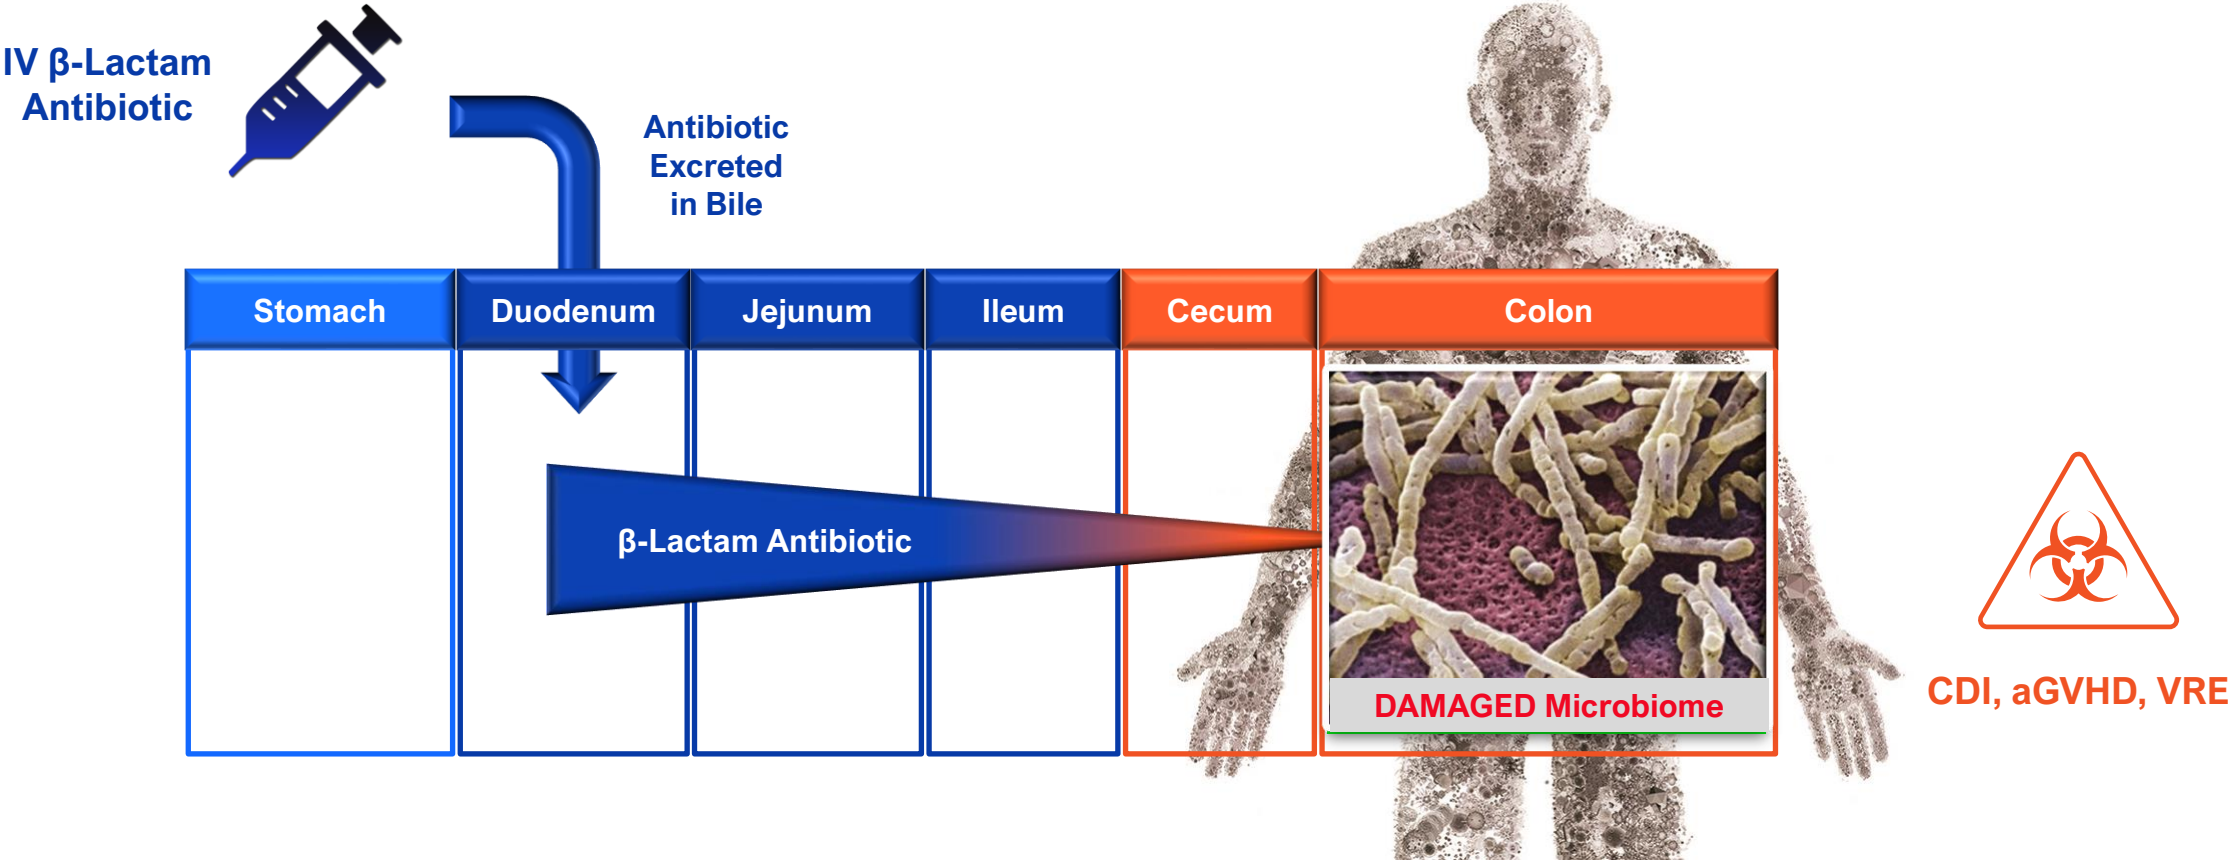 IV β-Lactam
Antibiotic
Antibiotic
Excreted
in Bile
Stomach
Duodenum
Jejunum
Ileum
Cecum
Colon
β-Lactam Antibiotic
DAMAGED Microbiome
CDI, aGVHD, VRE